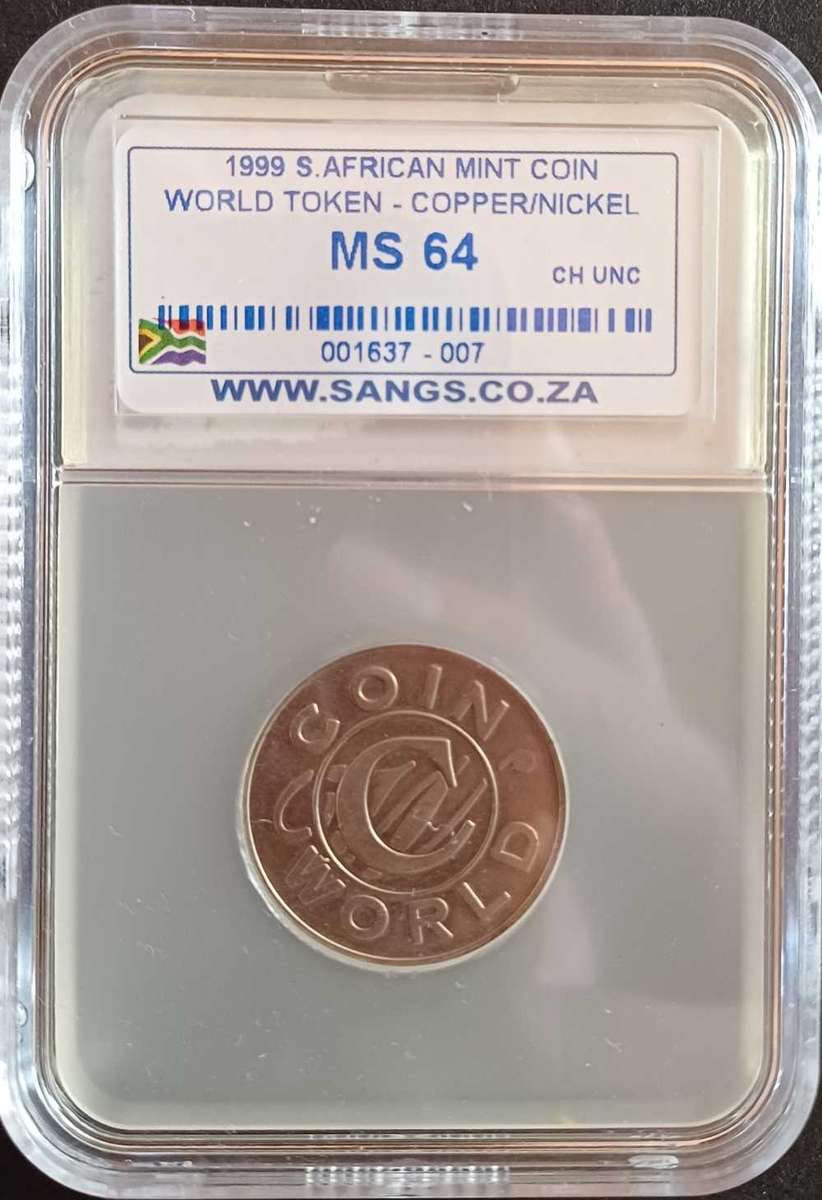 1999 S.AFRICAN MINT COIN
WORLD TOKEN - COPPER/NICKEL
MS 64
CH UNC
001637 - 007
WWW.SANGS.CO.ZA
COIN
C
WORLD